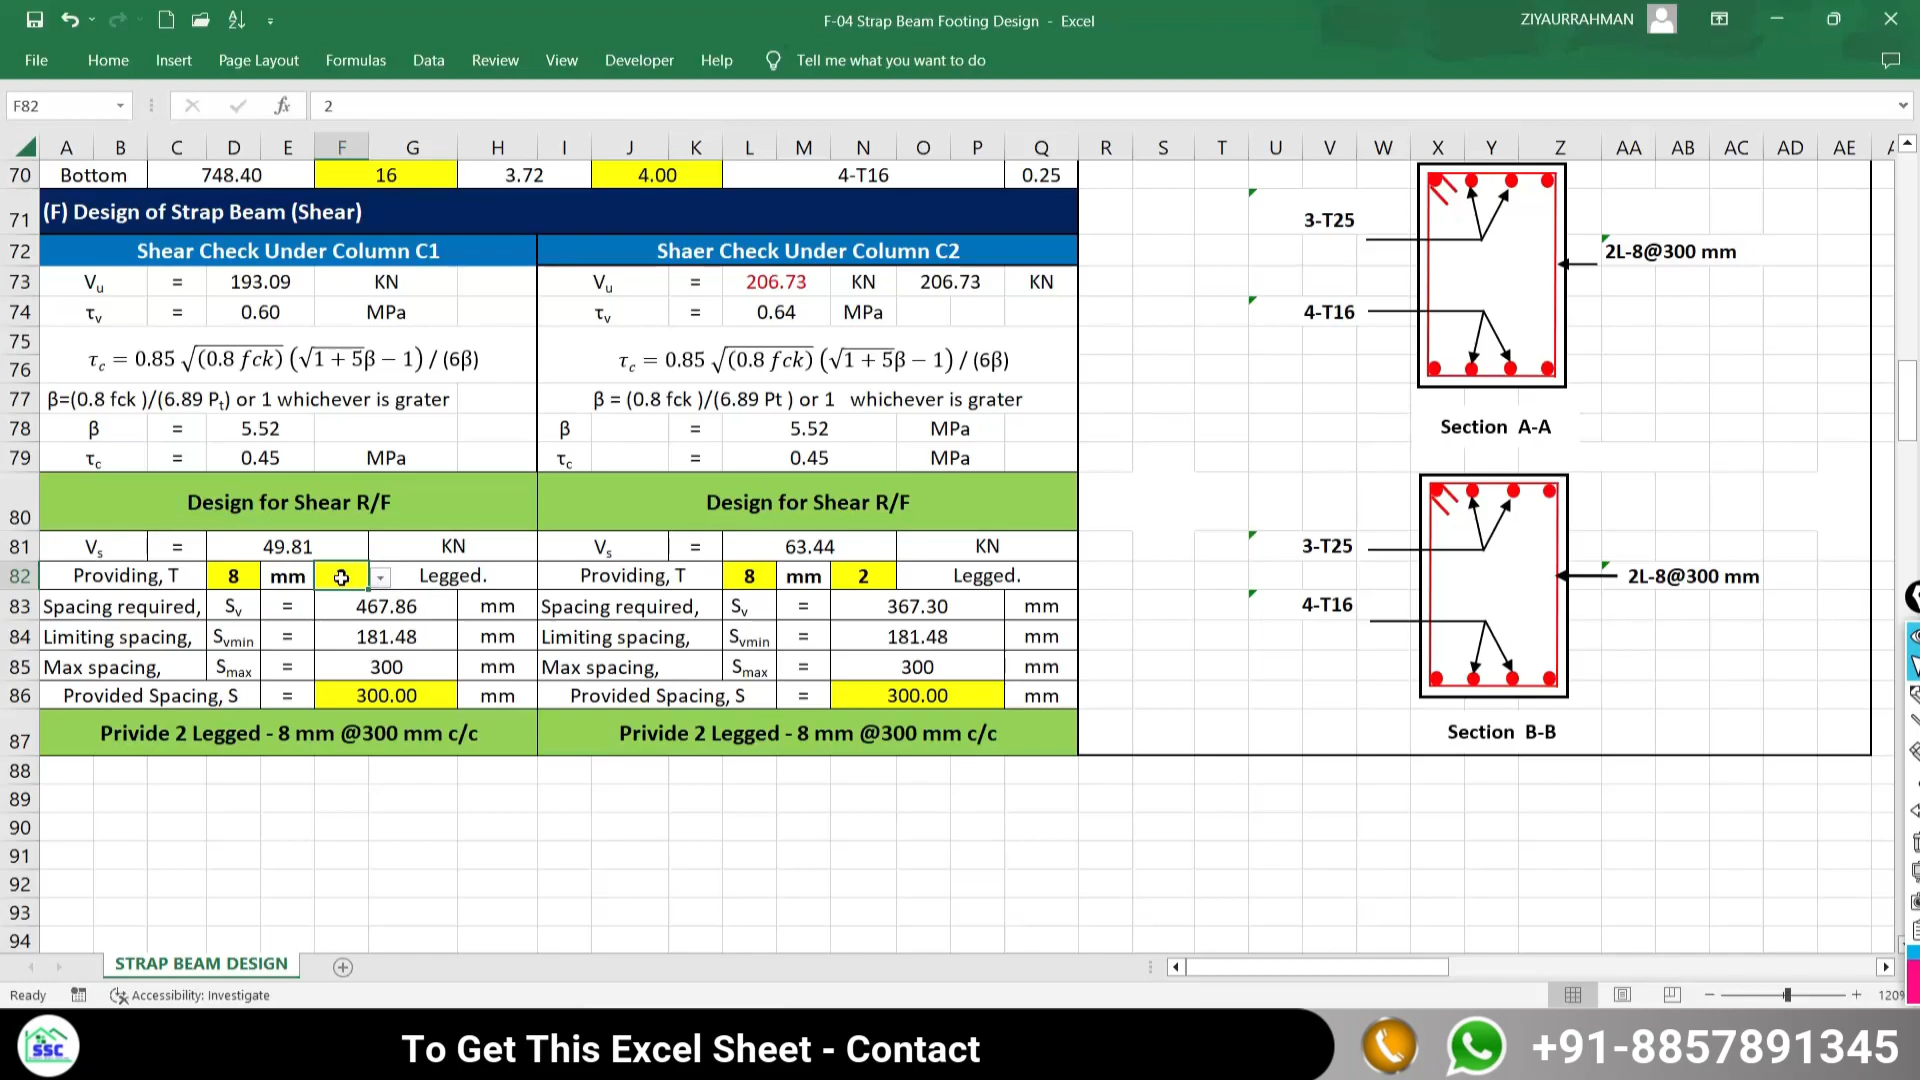 F-04 Strap Beam Footing Design - Excel
ZIYAURRAHMAN
File Home Insert Page Layout Formulas Data Review View Developer Help Tell me what you want to do
F82 fx 2
A B C D E F G H I J K L M N O P Q R S T U V W X Y Z AA AB AC AD AE
70 Bottom 748.40 16 3.72 4.00 4-T16 0.25
71 (F) Design of Strap Beam (Shear)
3-T25
72 Shear Check Under Column C1 Shaer Check Under Column C2 2L-8@300 mm
73 Vu = 193.09 KN Vu = 206.73 KN 206.73 KN
74 τv = 0.60 MPa τv = 0.64 MPa 4-T16
75
76 τc = 0.85 √(0.8 fck) (√1 + 5β − 1) / (6β) τc = 0.85 √(0.8 fck) (√1 + 5β − 1) / (6β)
77 β=(0.8 fck )/(6.89 Pt) or 1 whichever is grater β = (0.8 fck )/(6.89 Pt ) or 1 whichever is grater
78 β = 5.52 β = 5.52 MPa Section A-A
79 τc = 0.45 MPa τc = 0.45 MPa
80 Design for Shear R/F Design for Shear R/F
81 Vs = 49.81 KN Vs = 63.44 KN 3-T25
82 Providing, T 8 mm Legged. Providing, T 8 mm 2 Legged. 2L-8@300 mm
83 Spacing required, Sv = 467.86 mm Spacing required, Sv = 367.30 mm 4-T16
84 Limiting spacing, Svmin = 181.48 mm Limiting spacing, Svmin = 181.48 mm
85 Max spacing, Smax = 300 mm Max spacing, Smax = 300 mm
86 Provided Spacing, S = 300.00 mm Provided Spacing, S = 300.00 mm
87 Privide 2 Legged - 8 mm @300 mm c/c Privide 2 Legged - 8 mm @300 mm c/c Section B-B
88
89
90
91
92
93
94
STRAP BEAM DESIGN
Ready Accessibility: Investigate 120%
SSC To Get This Excel Sheet - Contact +91-8857891345